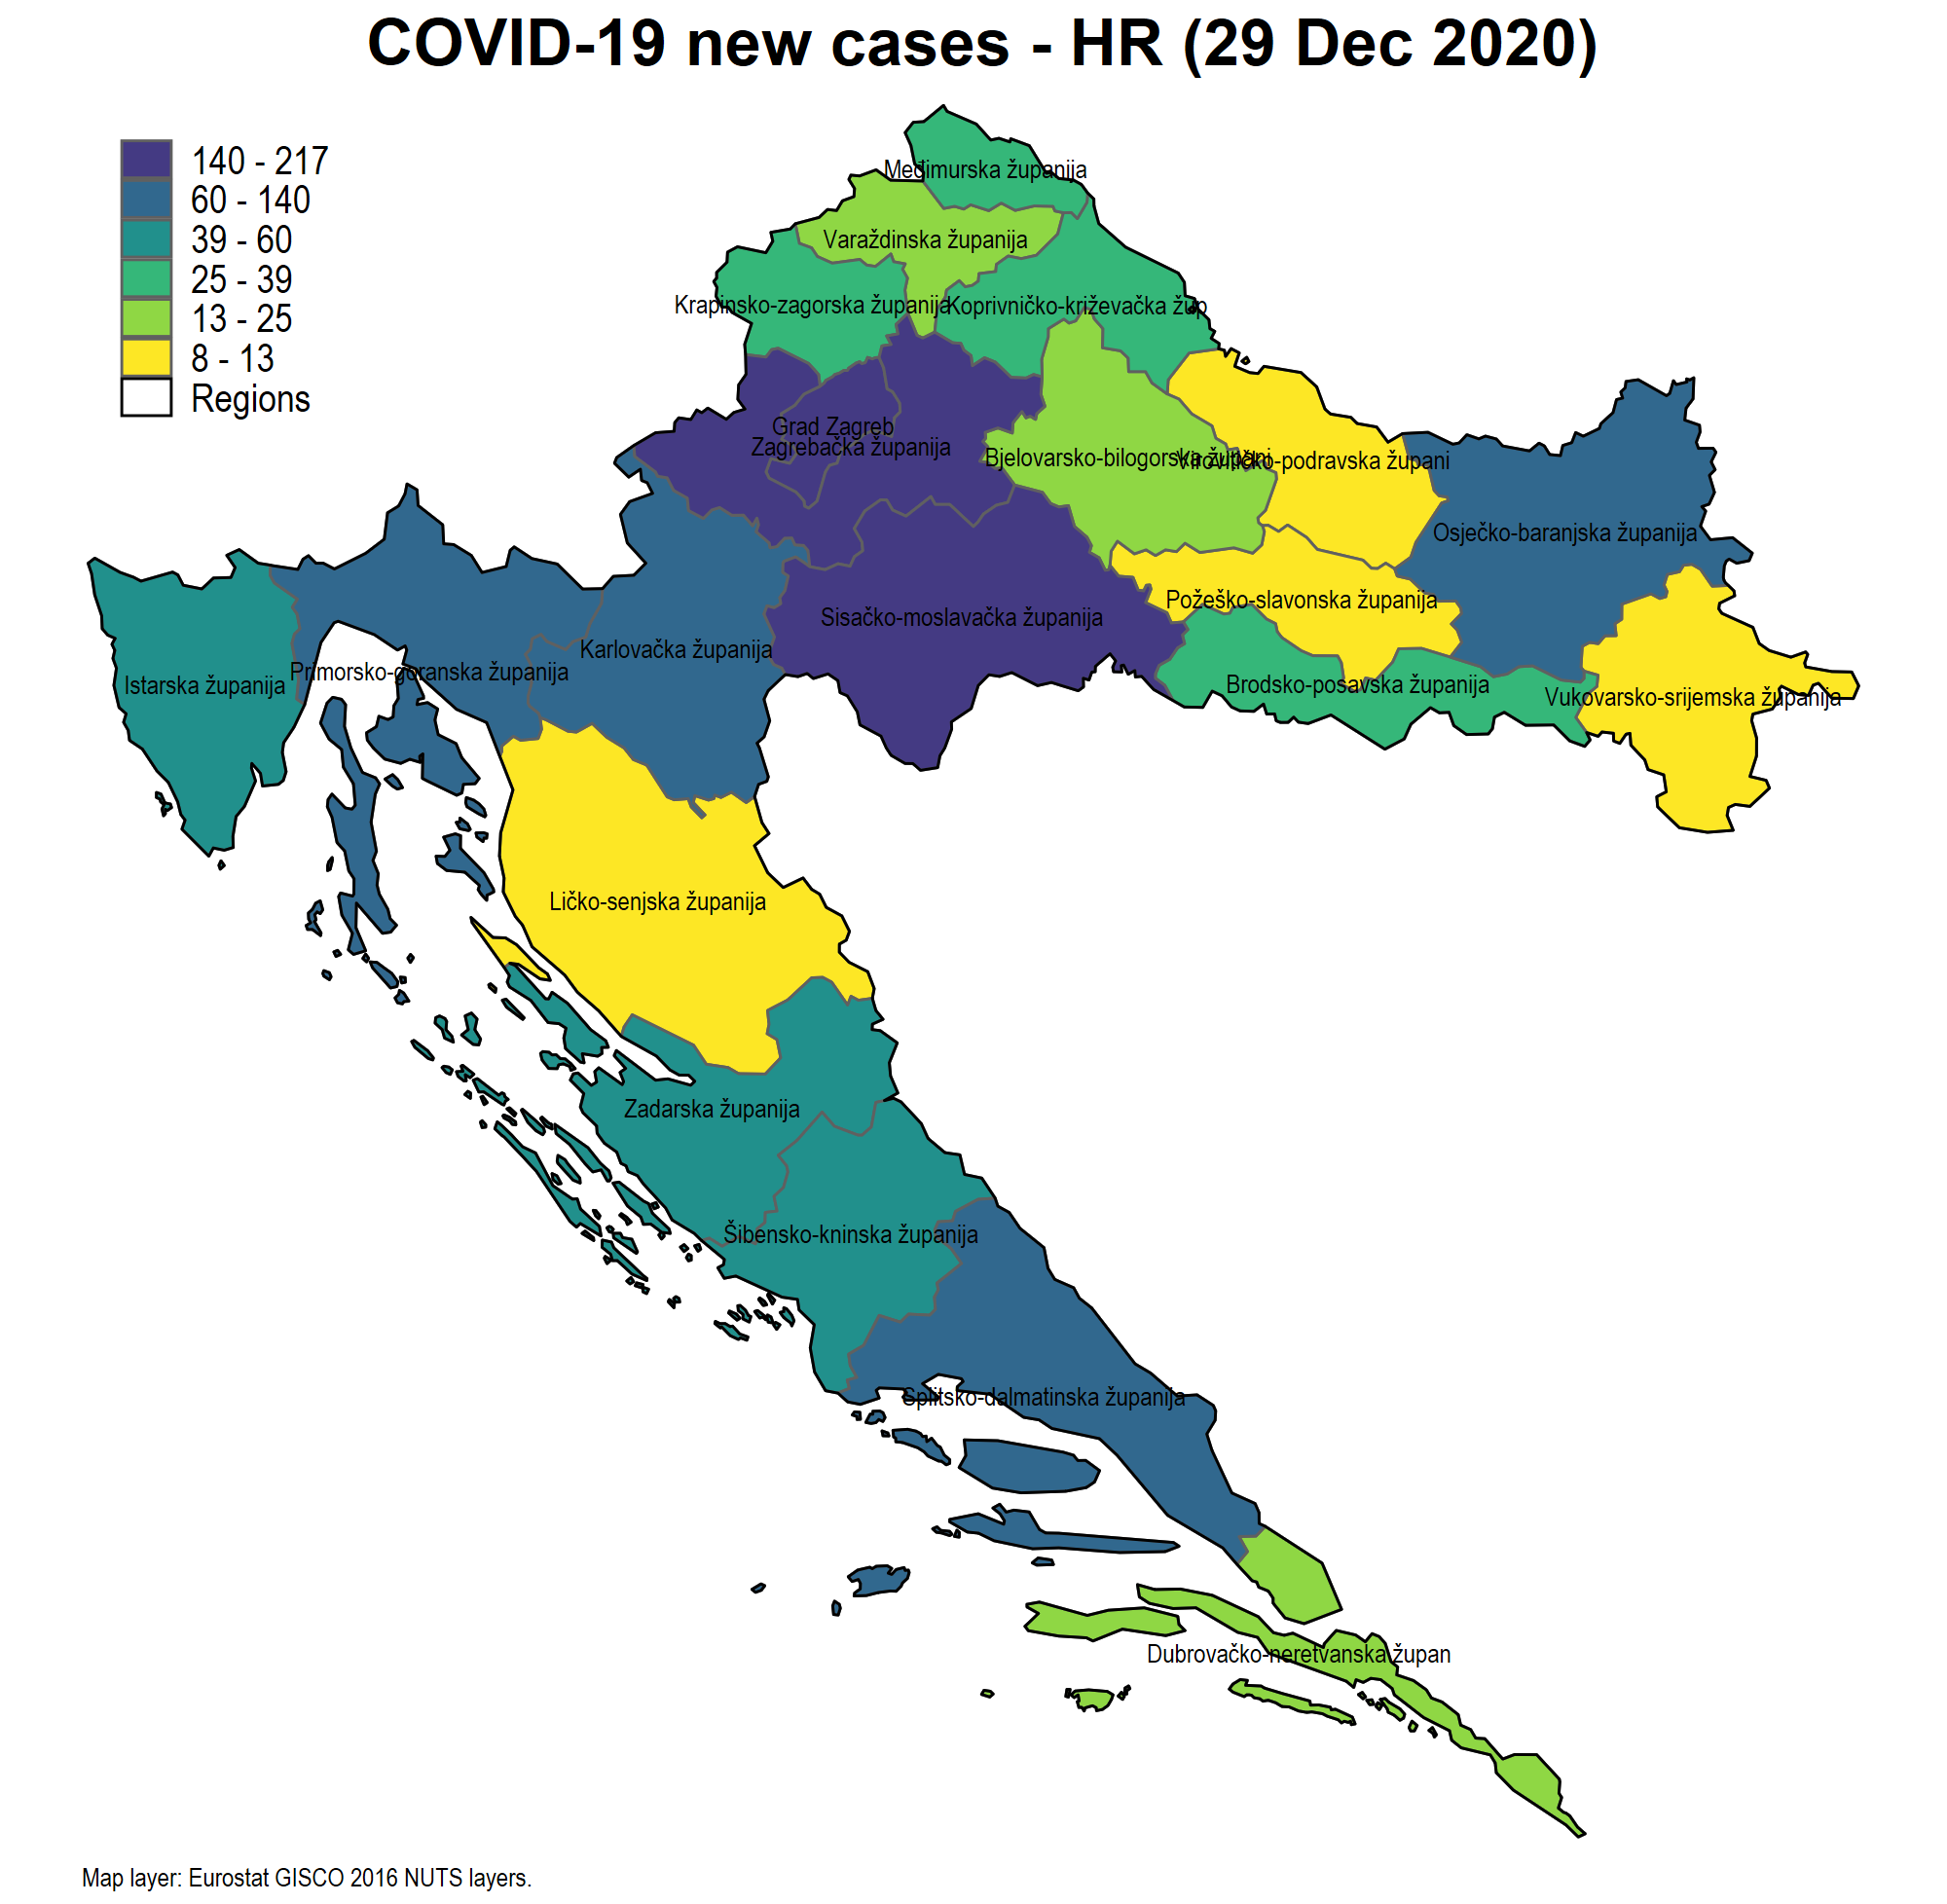 COVID-19 new cases - HR (29 Dec 2020)
140 - 217
60 - 140
39 - 60
25 - 39
13 - 25
8 - 13
Regions
Međimurska županija
Varaždinska županija
Krapinsko-zagorska županija
Koprivničko-križevačka žup
Grad Zagreb
Zagrebačka županija
Bjelovarsko-bilogorska župani
Virovitičko-podravska župani
Osječko-baranjska županija
Požeško-slavonska županija
Sisačko-moslavačka županija
Karlovačka županija
Primorsko-goranska županija
Istarska županija
Brodsko-posavska županija
Vukovarsko-srijemska županija
Ličko-senjska županija
Zadarska županija
Šibensko-kninska županija
Splitsko-dalmatinska županija
Dubrovačko-neretvanska župan
Map layer: Eurostat GISCO 2016 NUTS layers.